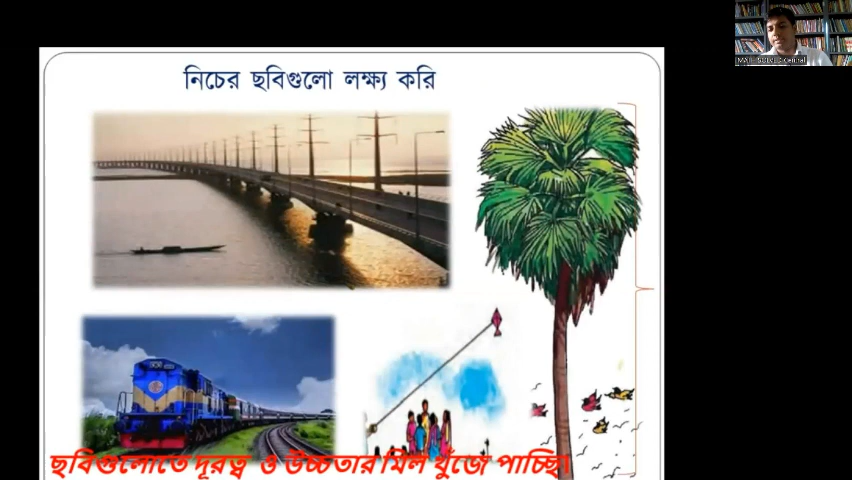 নিচের ছবিগুলো লক্ষ্য করি
ছবিগুলোতে দূরত্ব ও উচ্চতার মিল খুঁজে পাচ্ছি।